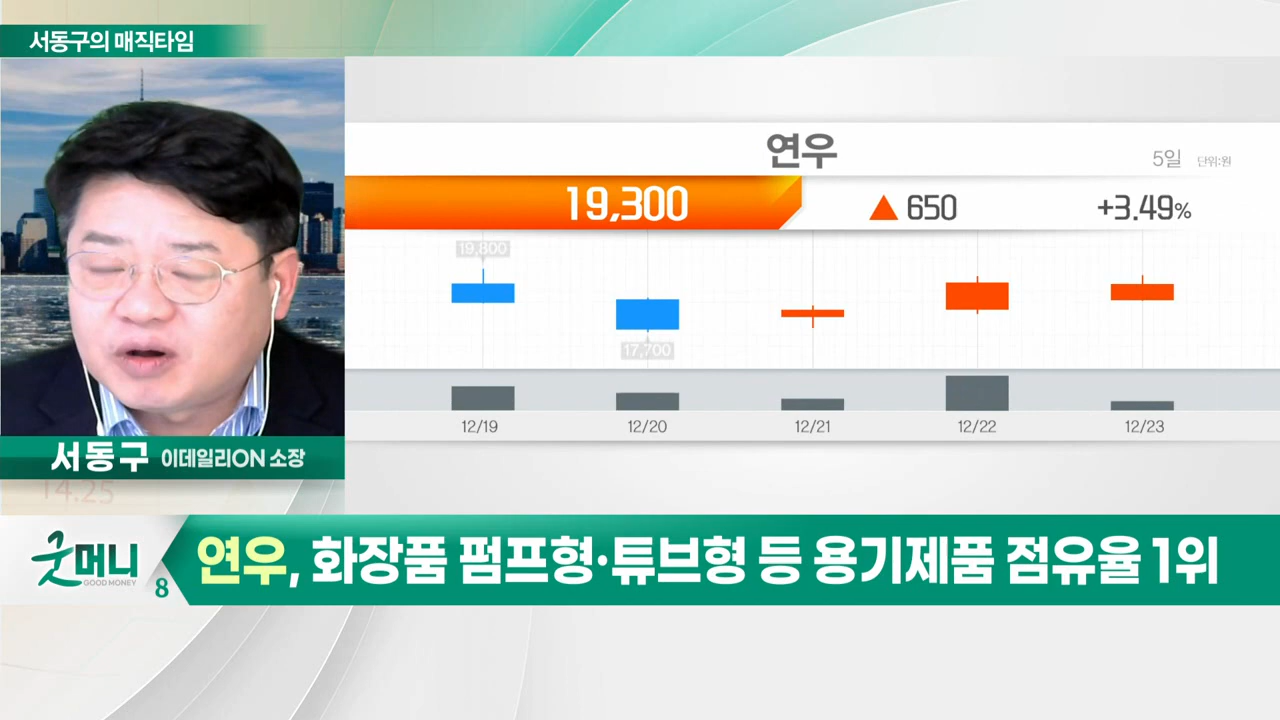 서동구의 매직타임
연우
5일 단위:원
19,300 ▲ 650 +3.49%
19,800
17,700
12/19 12/20 12/21 12/22 12/23
서동구 이데일리ON 소장
14.25
굿머니
GOOD MONEY
8
연우, 화장품 펌프형·튜브형 등 용기제품 점유율 1위